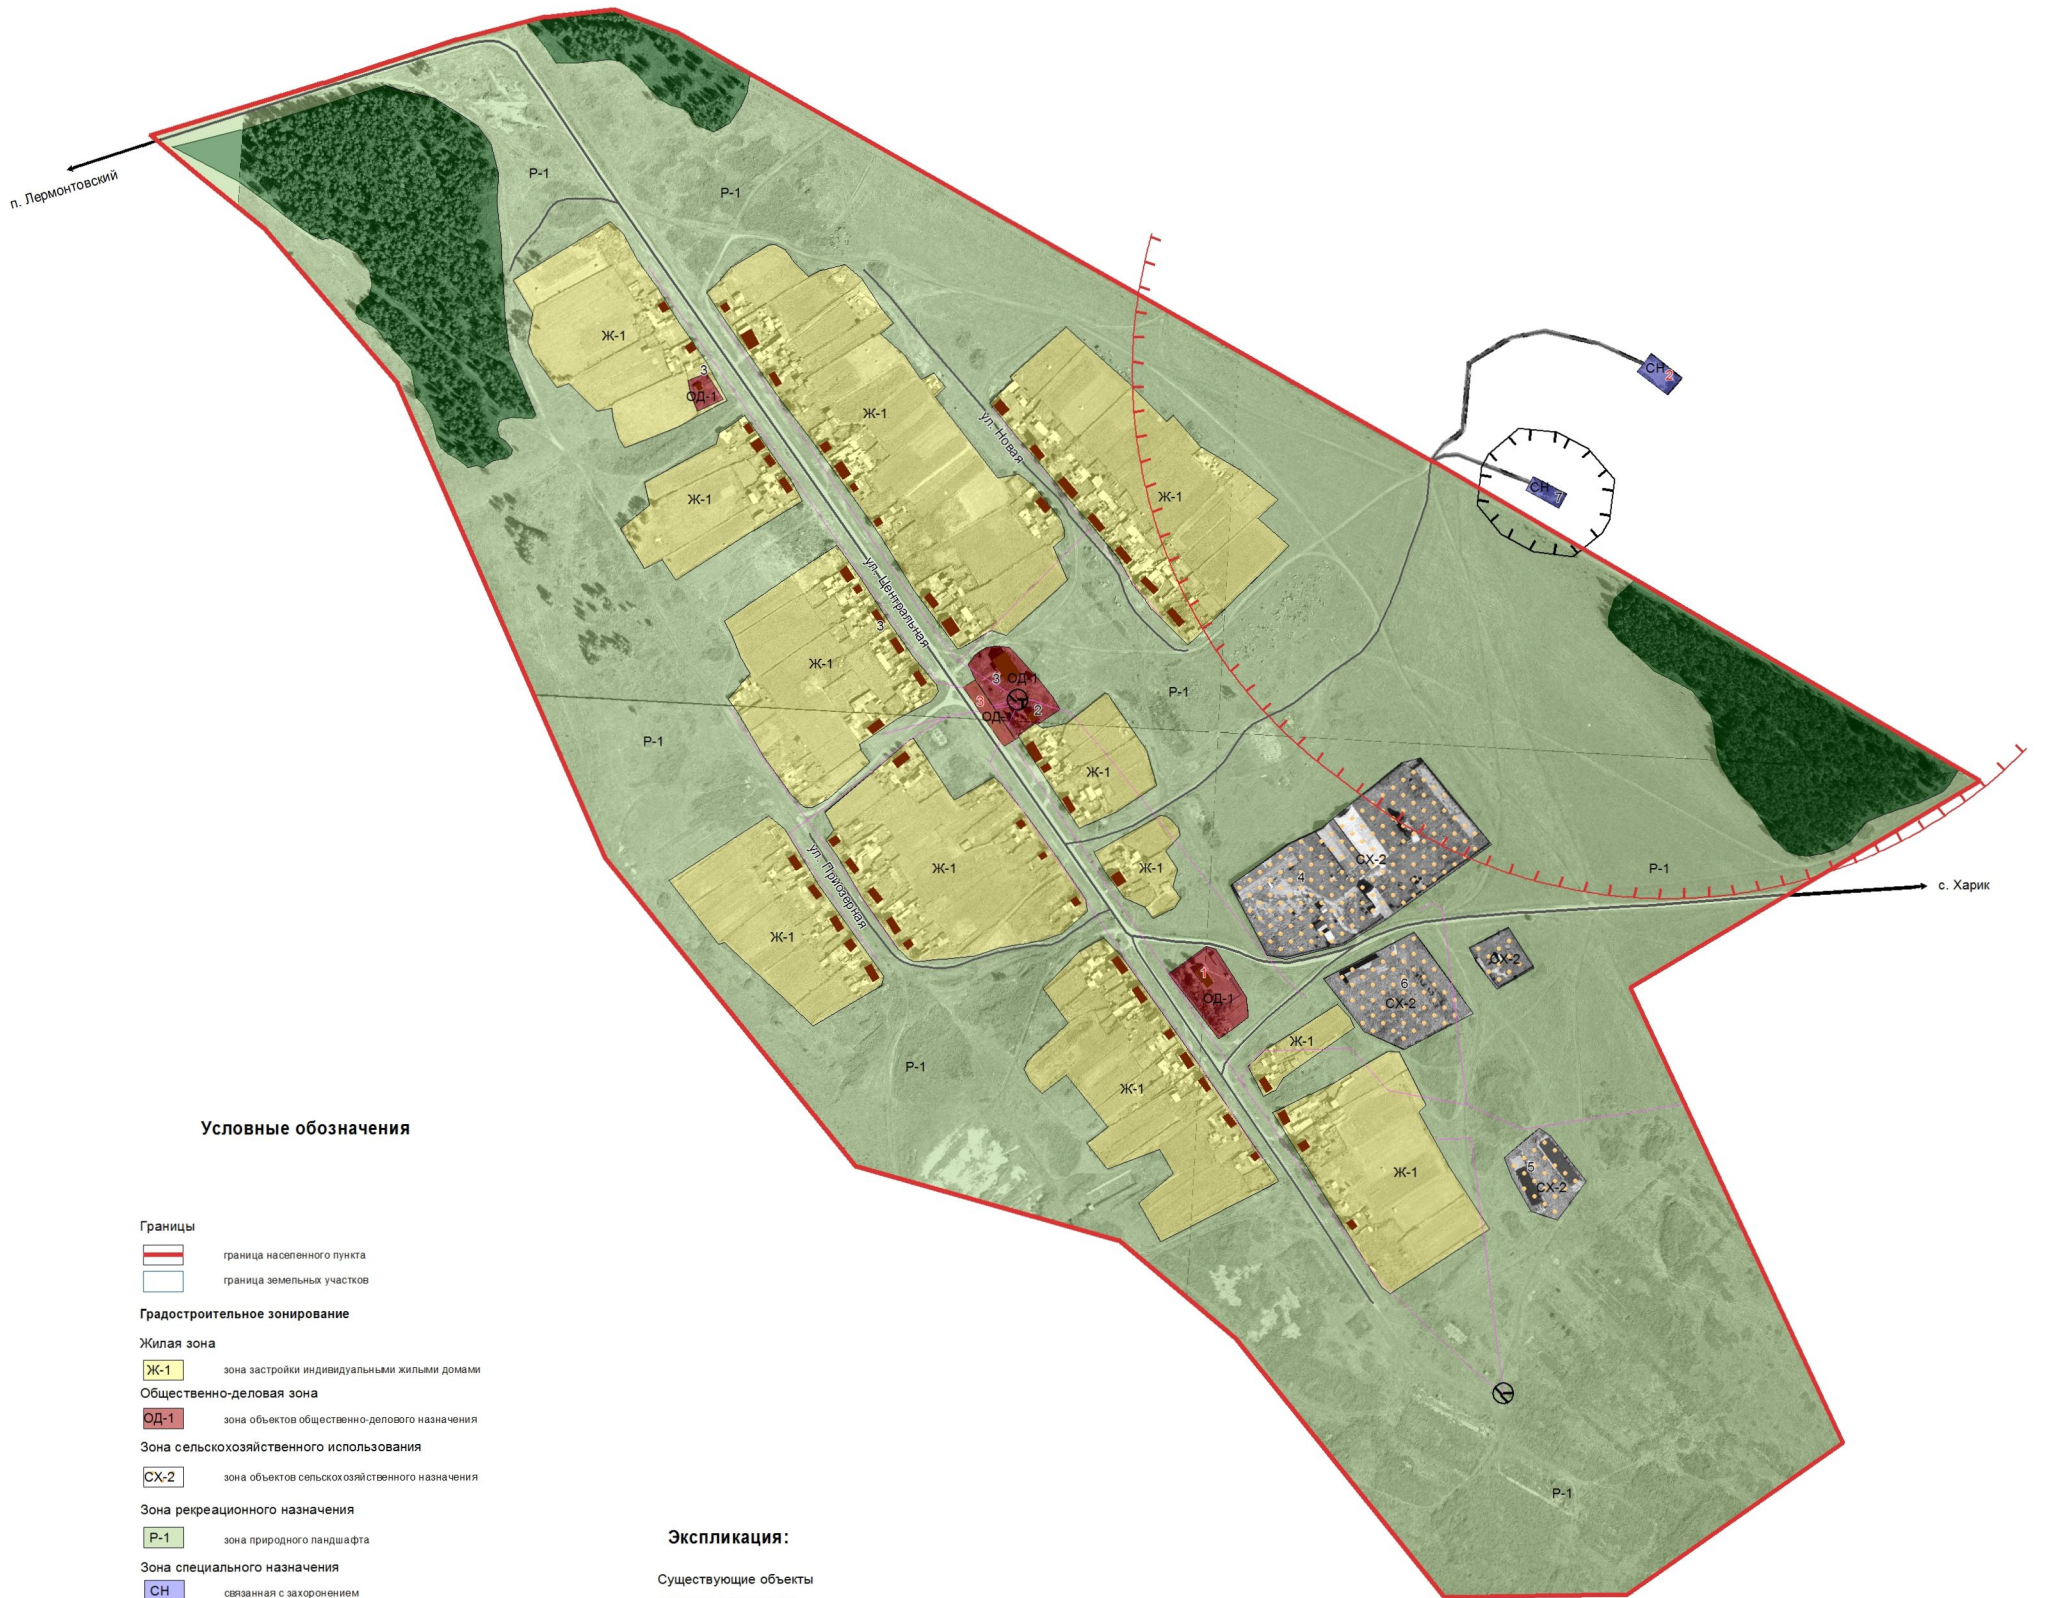 п. Лермонтовский
Р-1
Р-1
Ж-1
3
ОД-1
Ж-1
ул. Новая
Ж-1
Ж-1
СН 2
СН 7
ул. Центральная
3
Ж-1
3 ОД-1
3
2
Р-1
Р-1
Ж-1
ул. Приозерная
Ж-1
Ж-1
Ж-1
СХ-2
4
Р-1
с. Харик
1
ОД-1
6
СХ-2
СХ-2
Ж-1
Р-1
Ж-1
Ж-1
5
СХ-2
Р-1
Условные обозначения
Границы
граница населенного пункта
граница земельных участков
Градостроительное зонирование
Жилая зона
Ж-1
зона застройки индивидуальными жилыми домами
Общественно-деловая зона
ОД-1
зона объектов общественно-делового назначения
Зона сельскохозяйственного использования
СХ-2
зона объектов сельскохозяйственного назначения
Зона рекреационного назначения
Р-1
зона природного ландшафта
Зона специального назначения
СН
связанная с захоронением
Экспликация:
Существующие объекты